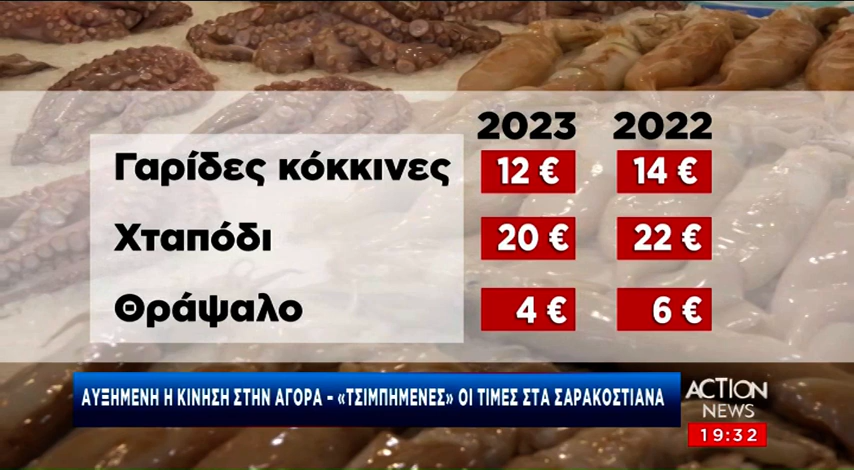 2023 2022
Γαρίδες κόκκινες 12 € 14 €
Χταπόδι 20 € 22 €
Θράψαλο 4 € 6 €
ΑΥΞΗΜΕΝΗ Η ΚΙΝΗΣΗ ΣΤΗΝ ΑΓΟΡΑ – «ΤΣΙΜΠΗΜΕΝΕΣ» ΟΙ ΤΙΜΕΣ ΣΤΑ ΣΑΡΑΚΟΣΤΙΑΝΑ
ACTION
NEWS
19:32